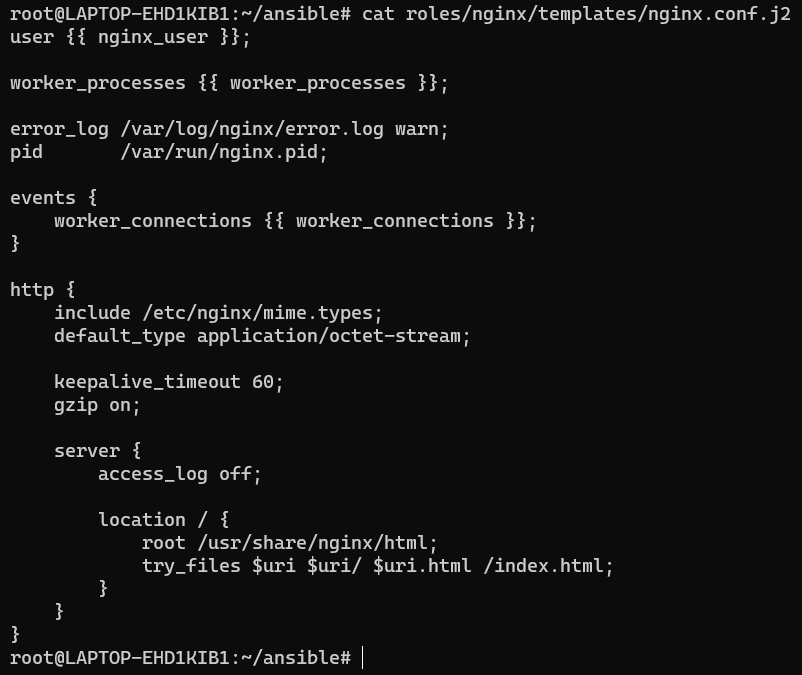 root@LAPTOP-EHD1KIB1:~/ansible# cat roles/nginx/templates/nginx.conf.j2
user {{ nginx_user }};

worker_processes {{ worker_processes }};

error_log /var/log/nginx/error.log warn;
pid       /var/run/nginx.pid;

events {
    worker_connections {{ worker_connections }};
}

http {
    include /etc/nginx/mime.types;
    default_type application/octet-stream;

    keepalive_timeout 60;
    gzip on;

    server {
        access_log off;

        location / {
            root /usr/share/nginx/html;
            try_files $uri $uri/ $uri.html /index.html;
        }
    }
}
root@LAPTOP-EHD1KIB1:~/ansible#